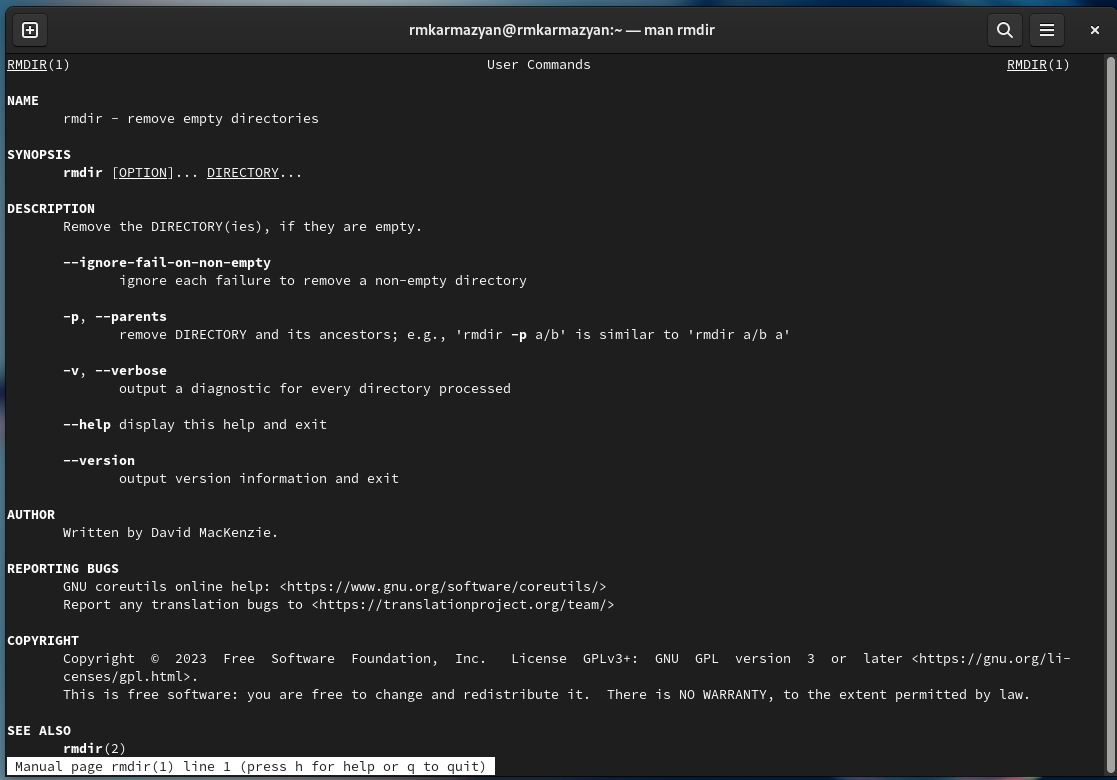 rmkarmazyan@rmkarmazyan:~ — man rmdir
RMDIR(1) User Commands RMDIR(1)
NAME
rmdir - remove empty directories
SYNOPSIS
rmdir [OPTION]... DIRECTORY...
DESCRIPTION
Remove the DIRECTORY(ies), if they are empty.
--ignore-fail-on-non-empty
ignore each failure to remove a non-empty directory
-p, --parents
remove DIRECTORY and its ancestors; e.g., 'rmdir -p a/b' is similar to 'rmdir a/b a'
-v, --verbose
output a diagnostic for every directory processed
--help display this help and exit
--version
output version information and exit
AUTHOR
Written by David MacKenzie.
REPORTING BUGS
GNU coreutils online help: <https://www.gnu.org/software/coreutils/>
Report any translation bugs to <https://translationproject.org/team/>
COPYRIGHT
Copyright © 2023 Free Software Foundation, Inc. License GPLv3+: GNU GPL version 3 or later <https://gnu.org/li-
censes/gpl.html>.
This is free software: you are free to change and redistribute it. There is NO WARRANTY, to the extent permitted by law.
SEE ALSO
rmdir(2)
Manual page rmdir(1) line 1 (press h for help or q to quit)